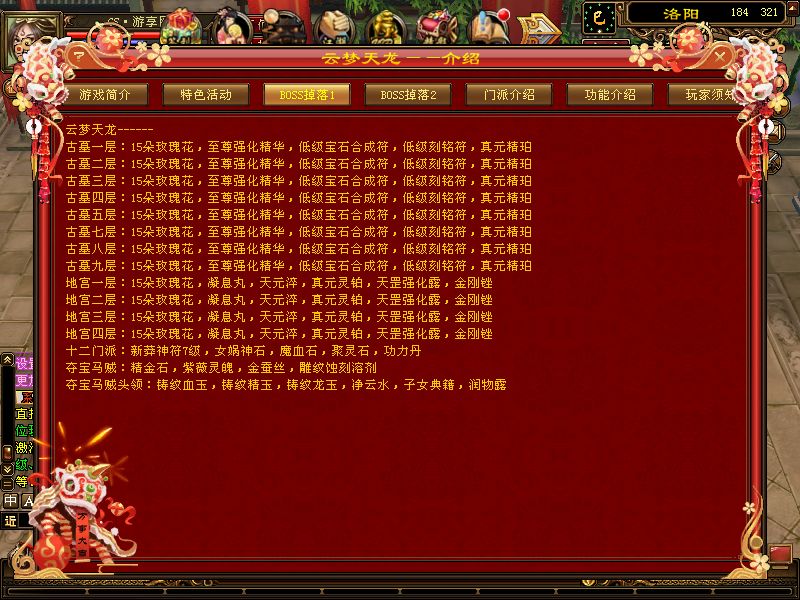 洛阳 184 321
云梦天龙——介绍
游戏简介 特色活动 BOSS掉落1 BOSS掉落2 门派介绍 功能介绍 玩家须知
云梦天龙------
古墓一层：15朵玫瑰花，至尊强化精华，低级宝石合成符，低级刻铭符，真元精珀
古墓二层：15朵玫瑰花，至尊强化精华，低级宝石合成符，低级刻铭符，真元精珀
古墓三层：15朵玫瑰花，至尊强化精华，低级宝石合成符，低级刻铭符，真元精珀
古墓四层：15朵玫瑰花，至尊强化精华，低级宝石合成符，低级刻铭符，真元精珀
古墓五层：15朵玫瑰花，至尊强化精华，低级宝石合成符，低级刻铭符，真元精珀
古墓七层：15朵玫瑰花，至尊强化精华，低级宝石合成符，低级刻铭符，真元精珀
古墓八层：15朵玫瑰花，至尊强化精华，低级宝石合成符，低级刻铭符，真元精珀
古墓九层：15朵玫瑰花，至尊强化精华，低级宝石合成符，低级刻铭符，真元精珀
地宫一层：15朵玫瑰花，凝息丸，天元淬，真元灵铂，天罡强化露，金刚锉
地宫二层：15朵玫瑰花，凝息丸，天元淬，真元灵铂，天罡强化露，金刚锉
地宫三层：15朵玫瑰花，凝息丸，天元淬，真元灵铂，天罡强化露，金刚锉
地宫四层：15朵玫瑰花，凝息丸，天元淬，真元灵铂，天罡强化露，金刚锉
十二门派：新莽神符7级，女娲神石，魔血石，聚灵石，功力丹
夺宝马贼：精金石，紫薇灵魄，金蚕丝，雕纹蚀刻溶剂
夺宝马贼头领：铸纹血玉，铸纹精玉，铸纹龙玉，净云水，子女典籍，润物露
直接
激活
等
中 A
近